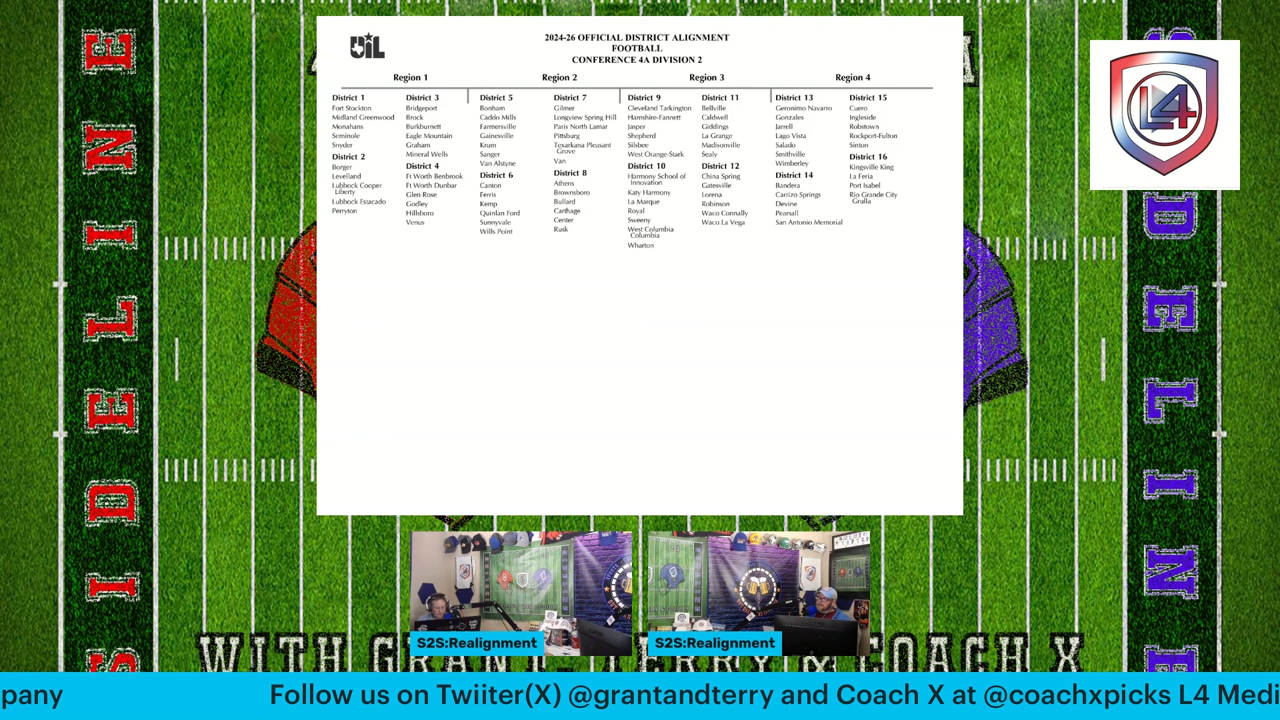 UIL
2024-26 OFFICIAL DISTRICT ALIGNMENT
FOOTBALL
CONFERENCE 4A DIVISION 2
Region 1
Region 2
Region 3
Region 4
District 1
Fort Stockton
Midland Greenwood
Monahans
Seminole
Snyder
District 2
Borger
Levelland
Lubbock Cooper
Liberty
Lubbock Estacado
Perryton
District 3
Bridgeport
Brock
Burkburnett
Eagle Mountain
Graham
Mineral Wells
District 4
Ft Worth Benbrook
Ft Worth Dunbar
Glen Rose
Godley
Hillsboro
Venus
District 5
Bonham
Caddo Mills
Farmersville
Gainesville
Krum
Sanger
Van Alstyne
District 6
Canton
Ferris
Kemp
Quinlan Ford
Sunnyvale
Wills Point
District 7
Gilmer
Longview Spring Hill
Paris North Lamar
Pittsburg
Texarkana Pleasant
Grove
Van
District 8
Athens
Brownsboro
Bullard
Carthage
Center
Rusk
District 9
Cleveland Tarkington
Hamshire-Fannett
Jasper
Shepherd
Silsbee
West Orange-Stark
District 10
Harmony School of
Innovation
Katy Harmony
La Marque
Royal
Sweeny
West Columbia
Columbia
Wharton
District 11
Bellville
Caldwell
Giddings
La Grange
Madisonville
Sealy
District 12
China Spring
Gatesville
Lorena
Robinson
Waco Connally
Waco La Vega
District 13
Geronimo Navarro
Gonzales
Jarrell
Lago Vista
Salado
Smithville
Wimberley
District 14
Bandera
Carrizo Springs
Devine
Pearsall
San Antonio Memorial
District 15
Cuero
Ingleside
Robstown
Rockport-Fulton
Sinton
District 16
Kingsville King
La Feria
Port Isabel
Rio Grande City
Grulla
L4
SIDELINE
SIDELINE
S2S:Realignment
S2S:Realignment
WITH GRANT, TERRY & COACH X
pany Follow us on Twiiter(X) @grantandterry and Coach X at @coachxpicks L4 Medi